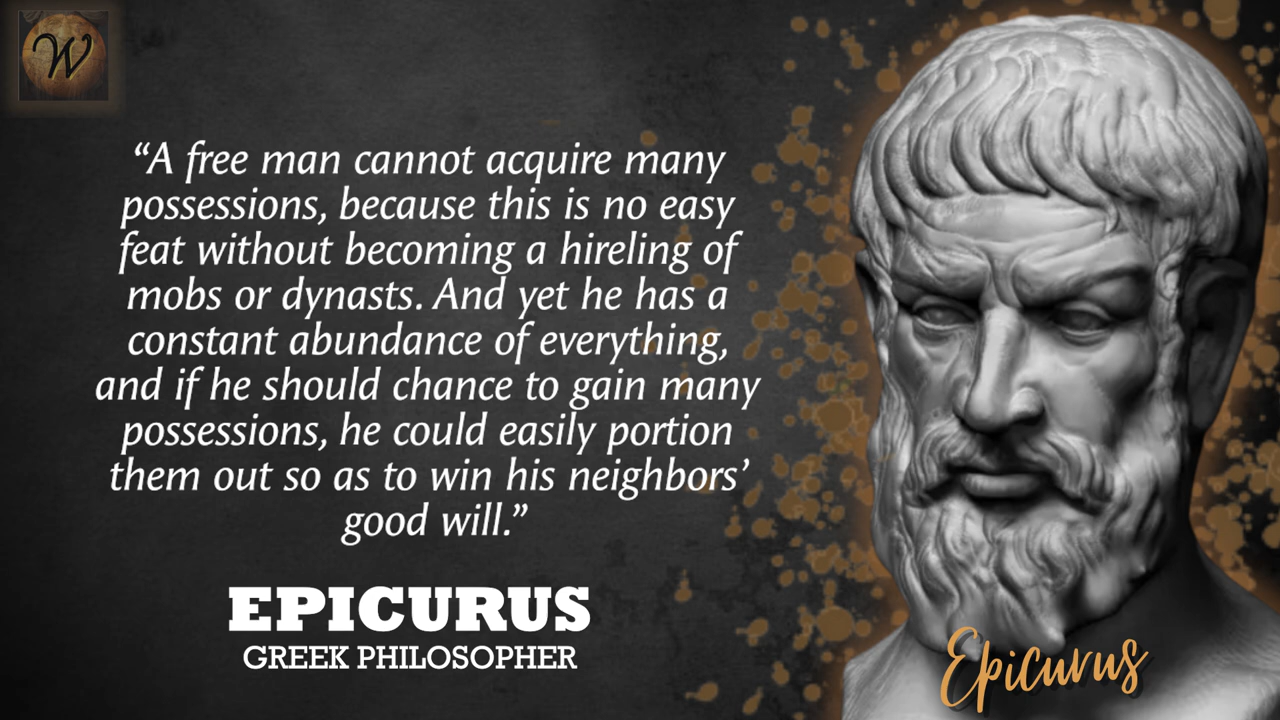 W
“A free man cannot acquire many
possessions, because this is no easy
feat without becoming a hireling of
mobs or dynasts. And yet he has a
constant abundance of everything,
and if he should chance to gain many
possessions, he could easily portion
them out so as to win his neighbors’
good will.”
EPICURUS
GREEK PHILOSOPHER
Epicurus